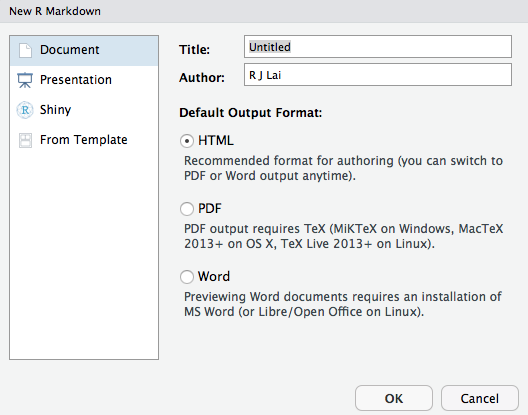 New R Markdown
Document
Presentation
R Shiny
From Template
Title: Untitled
Author: R J Lai
Default Output Format:
HTML
Recommended format for authoring (you can switch to
PDF or Word output anytime).
PDF
PDF output requires TeX (MiKTeX on Windows, MacTeX
2013+ on OS X, TeX Live 2013+ on Linux).
Word
Previewing Word documents requires an installation of
MS Word (or Libre/Open Office on Linux).
OK Cancel